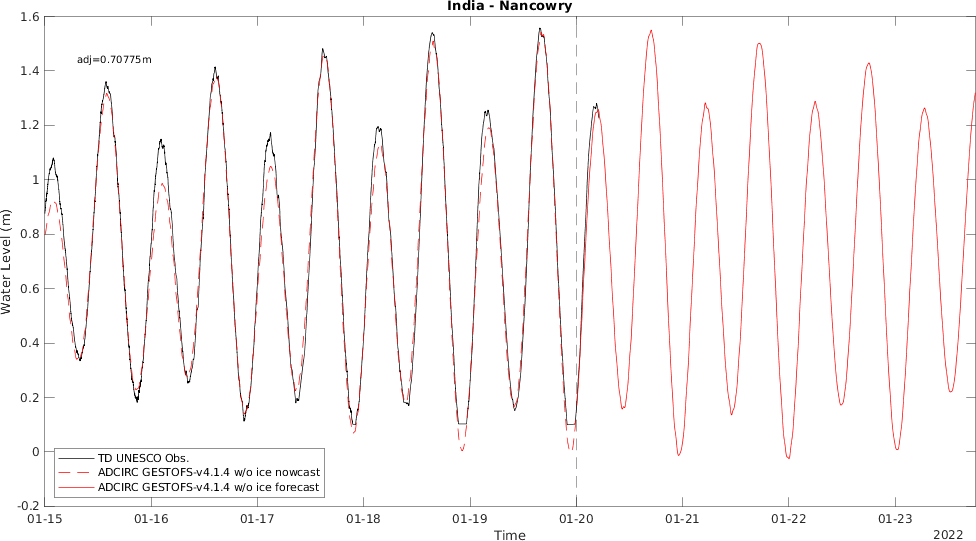 India - Nancowry
adj=0.70775m
1.6
1.4
1.2
1
0.8
0.6
0.4
0.2
0
-0.2
Water Level (m)
TD UNESCO Obs.
ADCIRC GESTOFS-v4.1.4 w/o ice nowcast
ADCIRC GESTOFS-v4.1.4 w/o ice forecast
01-15 01-16 01-17 01-18 01-19 01-20 01-21 01-22 01-23
Time
2022